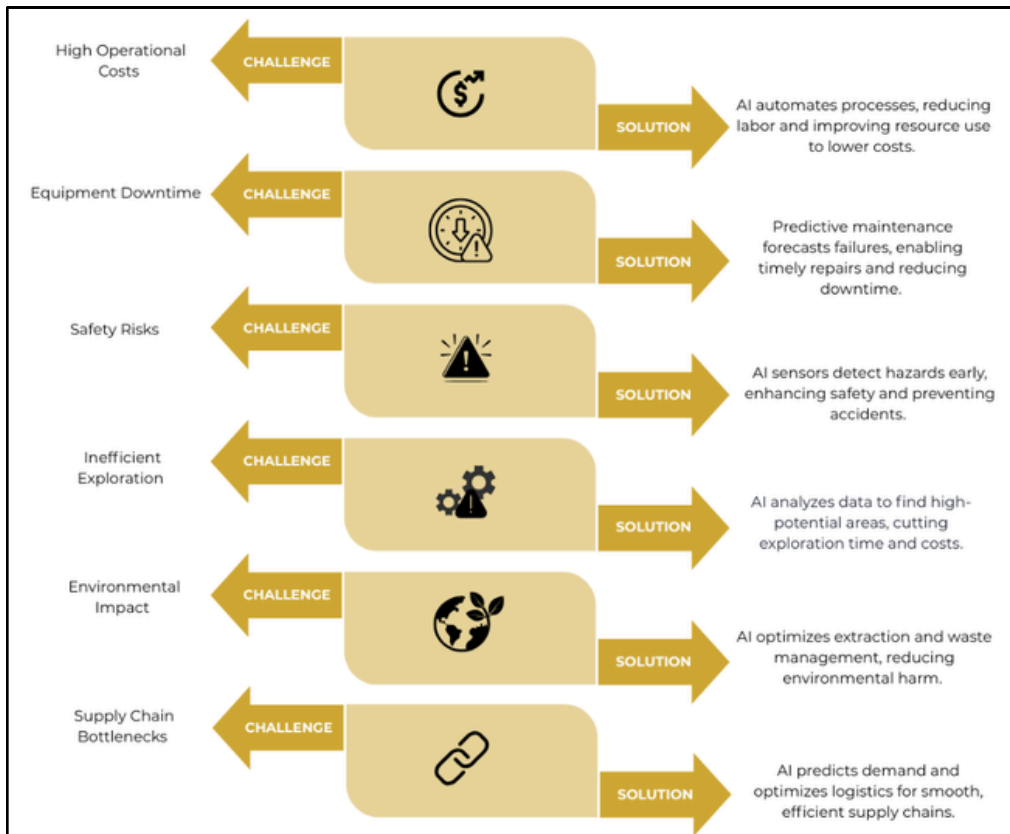 High Operational
Costs
CHALLENGE
SOLUTION
AI automates processes, reducing
labor and improving resource use
to lower costs.
Equipment Downtime
CHALLENGE
SOLUTION
Predictive maintenance
forecasts failures, enabling
timely repairs and reducing
downtime.
Safety Risks
CHALLENGE
SOLUTION
AI sensors detect hazards early,
enhancing safety and preventing
accidents.
Inefficient
Exploration
CHALLENGE
SOLUTION
AI analyzes data to find high-
potential areas, cutting
exploration time and costs.
Environmental
Impact
CHALLENGE
SOLUTION
AI optimizes extraction and waste
management, reducing
environmental harm.
Supply Chain
Bottlenecks
CHALLENGE
SOLUTION
AI predicts demand and
optimizes logistics for smooth,
efficient supply chains.